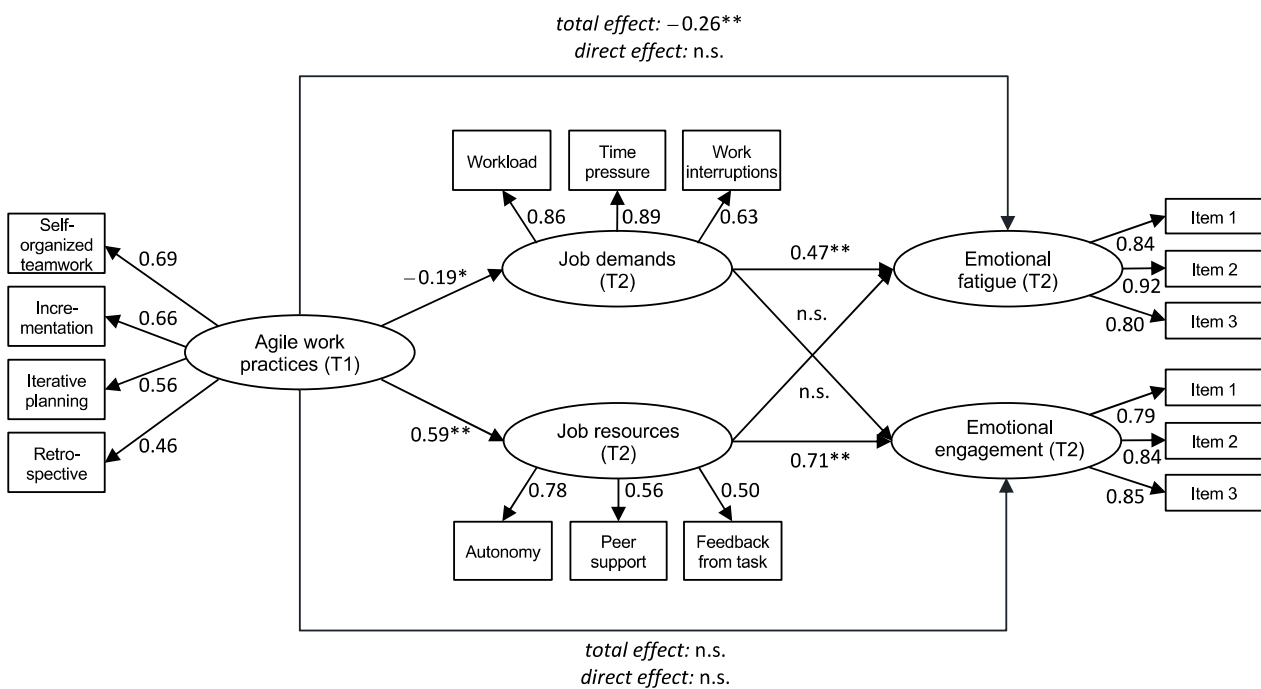 total effect: −0.26**
direct effect: n.s.
Workload
Time
pressure
Work
interruptions
0.86
0.89
0.63
Self-
organized
teamwork
0.69
Incre-
mentation
0.66
Iterative
planning
0.56
Retro-
spective
0.46
Agile work
practices (T1)
−0.19*
0.59**
Job demands
(T2)
Job resources
(T2)
0.78
0.56
0.50
Autonomy
Peer
support
Feedback
from task
0.47**
n.s.
n.s.
0.71**
Emotional
fatigue (T2)
0.84
0.92
0.80
Item 1
Item 2
Item 3
Emotional
engagement (T2)
0.79
0.84
0.85
Item 1
Item 2
Item 3
total effect: n.s.
direct effect: n.s.